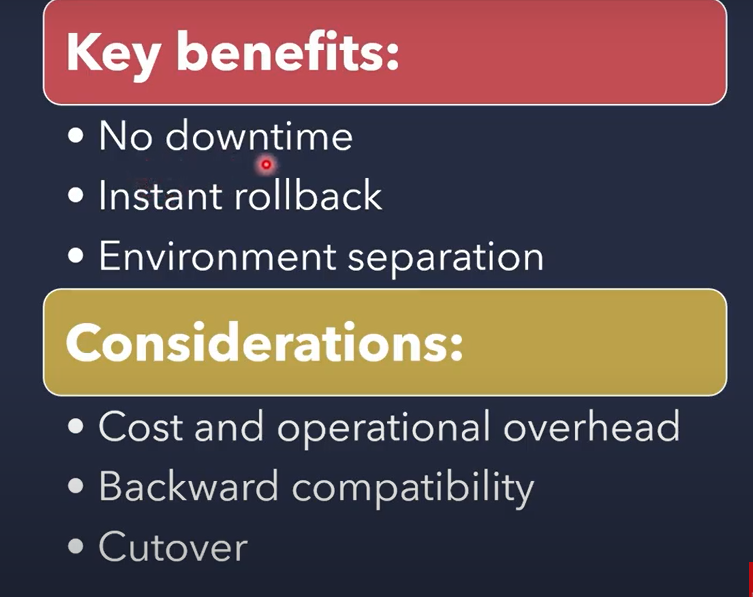 Key benefits:
• No downtime
• Instant rollback
• Environment separation
Considerations:
• Cost and operational overhead
• Backward compatibility
• Cutover